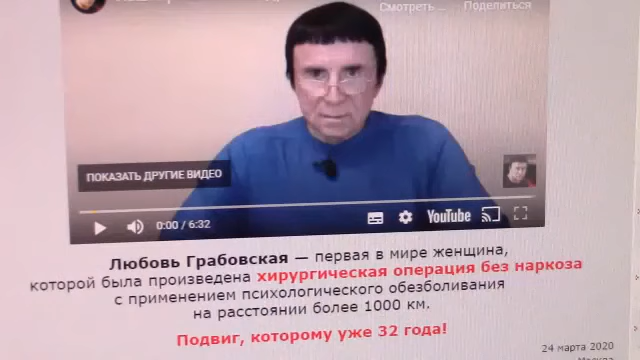 Смотреть ...
Поделиться
ПОКАЗАТЬ ДРУГИЕ ВИДЕО
0:00 / 6:32
YouTube
Любовь Грабовская — первая в мире женщина,
которой была произведена хирургическая операция без наркоза
с применением психологического обезболивания
на расстоянии более 1000 км.
Подвиг, которому уже 32 года!
24 марта 2020
Москва